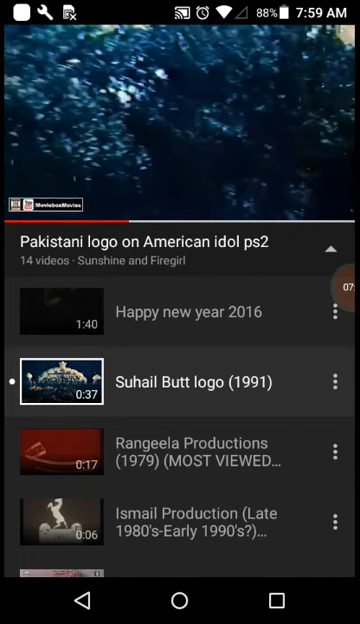 88% 7:59 AM
MovieboxMovies
Pakistani logo on American idol ps2
14 videos · Sunshine and Firegirl
07
Happy new year 2016
1:40
Suhail Butt logo (1991)
0:37
Rangeela Productions
(1979) (MOST VIEWED...
0:17
Ismail Production (Late
1980's-Early 1990's?)...
0:06